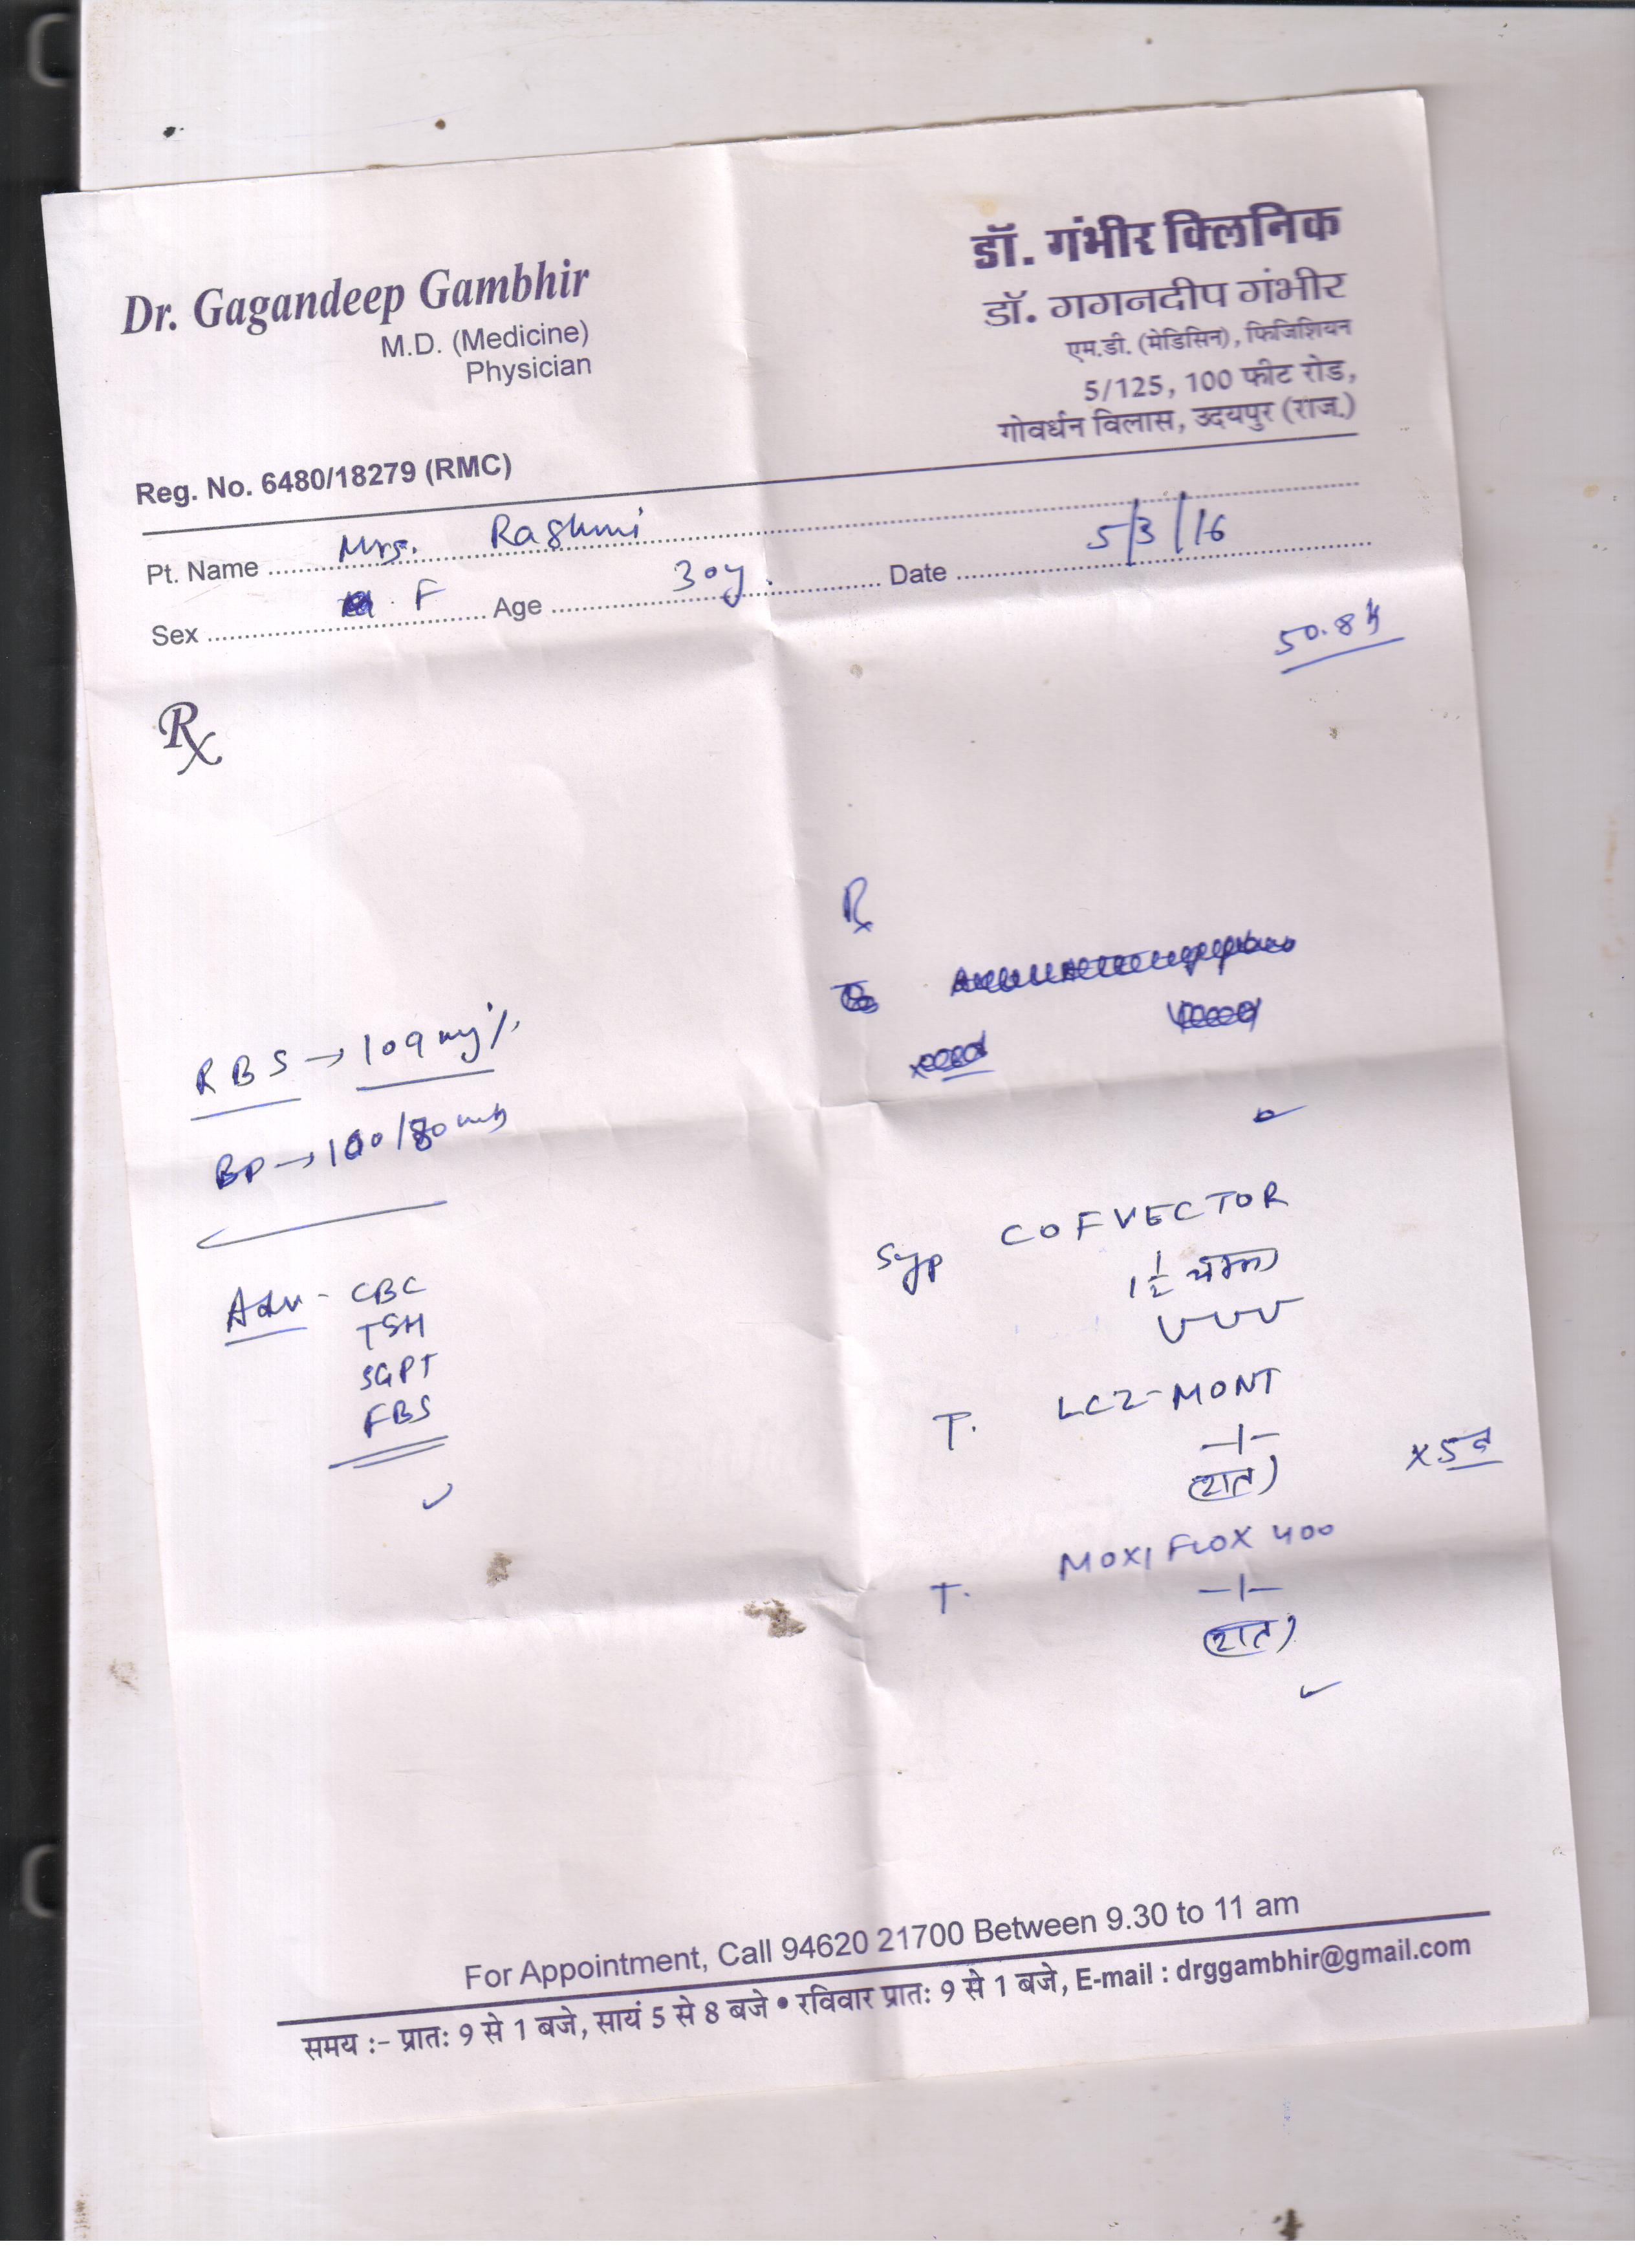 Dr. Gagandeep Gambhir
M.D. (Medicine)
Physician
Reg. No. 6480/18279 (RMC)
डॉ. गंभीर क्लिनिक
डॉ. गगनदीप गंभीर
एम.डी. (मेडिसिन), फिजिशियन
5/125, 100 फीट रोड,
गोवर्धन विलास, उदयपुर (राज.)
Pt. Name Mrs. Rashmi
Sex F Age 30y. Date 5/3/16
50.8 kg
Rx
RBS → 109 mg%
BP → 100/80 mmHg
Adv - CBC
TSH
SGPT
FBS
Rx
Syp COFVECTOR
1 1/2 चम्मच
T. LCZ-MONT
-1-
(रात)
x5द
T. MOXIFLOX 400
-1-
(रात)
For Appointment, Call 94620 21700 Between 9.30 to 11 am
समय :- प्रातः 9 से 1 बजे, सायं 5 से 8 बजे • रविवार प्रातः 9 से 1 बजे, E-mail : drggambhir@gmail.com